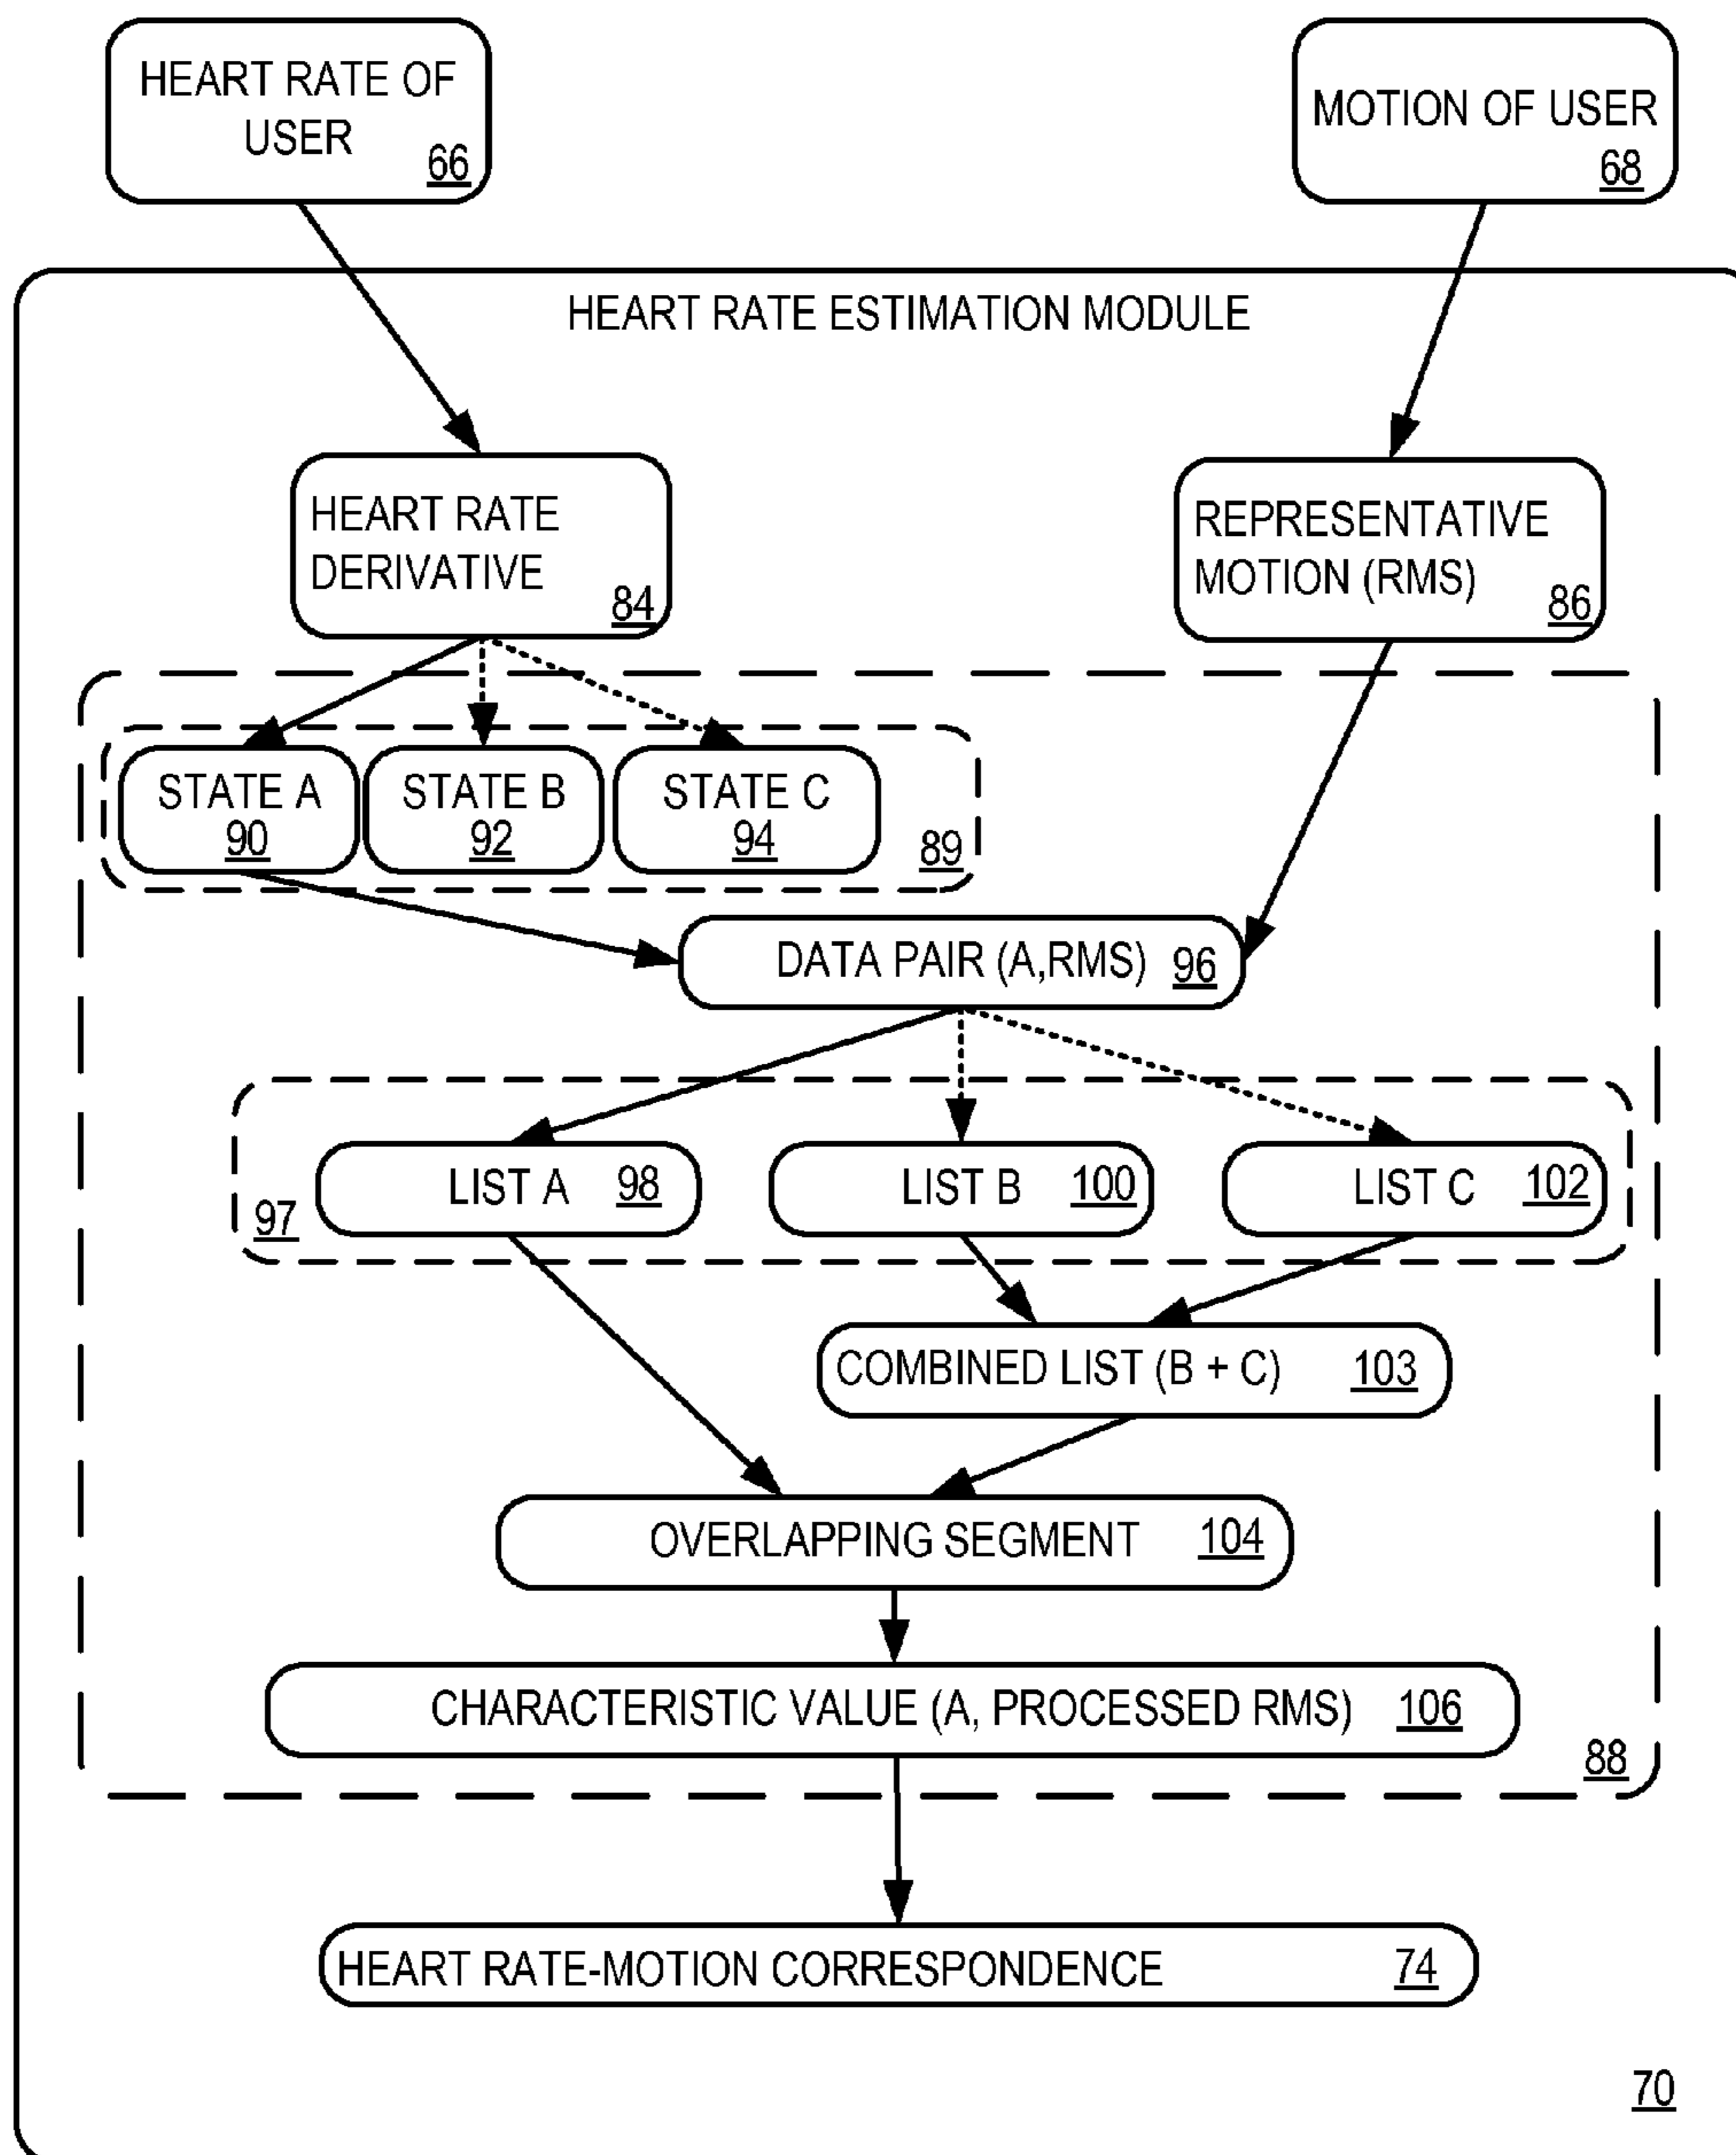 HEART RATE OF
USER
66
MOTION OF USER
68
HEART RATE ESTIMATION MODULE
HEART RATE
DERIVATIVE
84
REPRESENTATIVE
MOTION (RMS)
86
STATE A
90
STATE B
92
STATE C
94
89
DATA PAIR (A,RMS) 96
LIST A 98
LIST B 100
LIST C 102
97
COMBINED LIST (B + C) 103
OVERLAPPING SEGMENT 104
CHARACTERISTIC VALUE (A, PROCESSED RMS) 106
88
HEART RATE-MOTION CORRESPONDENCE 74
70